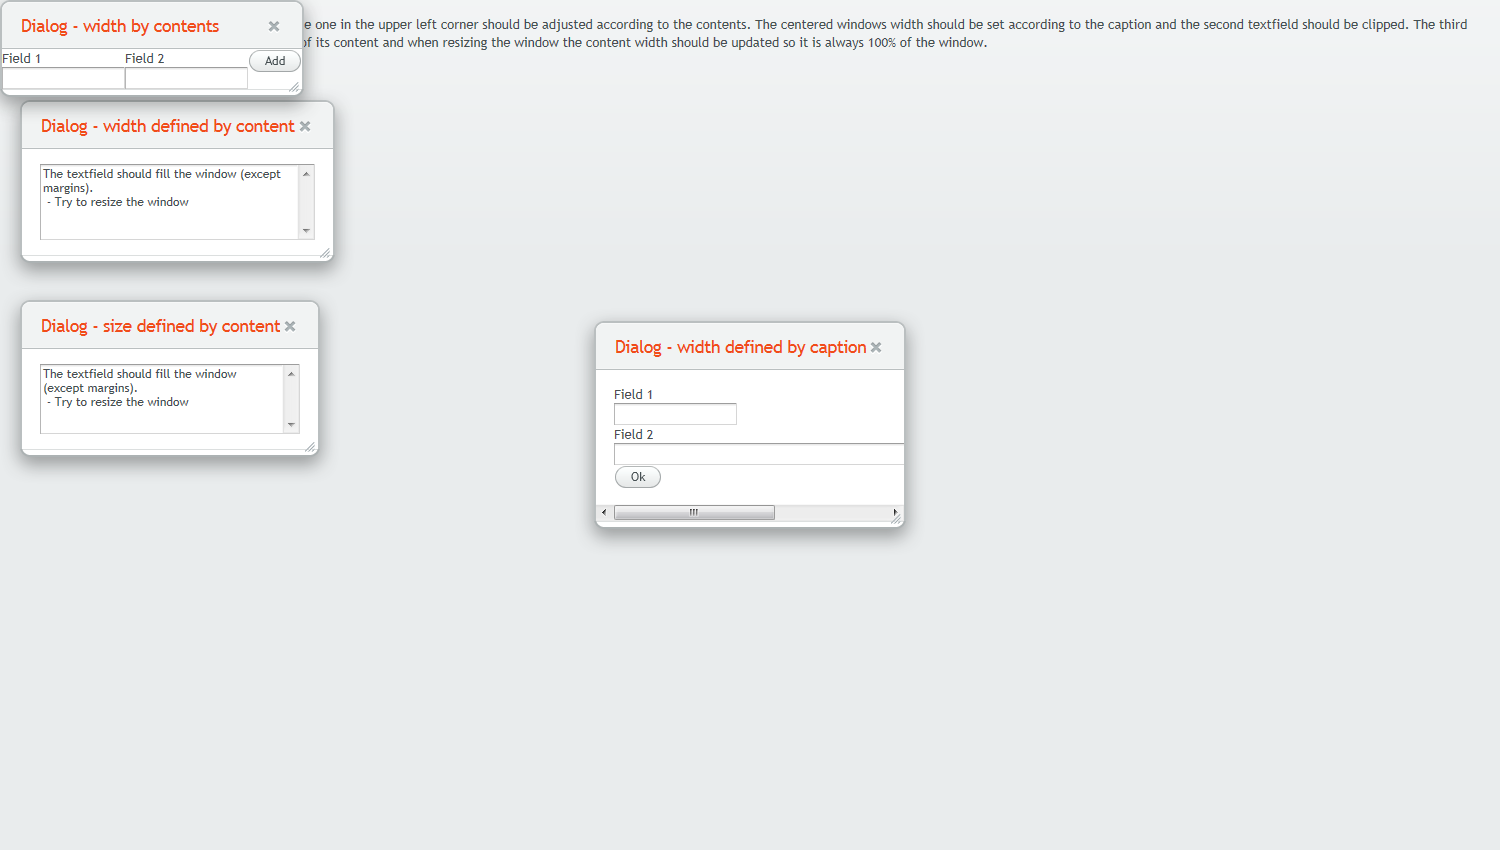 Dialog - width by contents
e one in the upper left corner should be adjusted according to the contents. The centered windows width should be set according to the caption and the second textfield should be clipped. The third
of its content and when resizing the window the content width should be updated so it is always 100% of the window.
Field 1 Field 2 Add
Dialog - width defined by content
The textfield should fill the window (except
margins).
- Try to resize the window
Dialog - size defined by content
The textfield should fill the window
(except margins).
- Try to resize the window
Dialog - width defined by caption
Field 1
Field 2
Ok